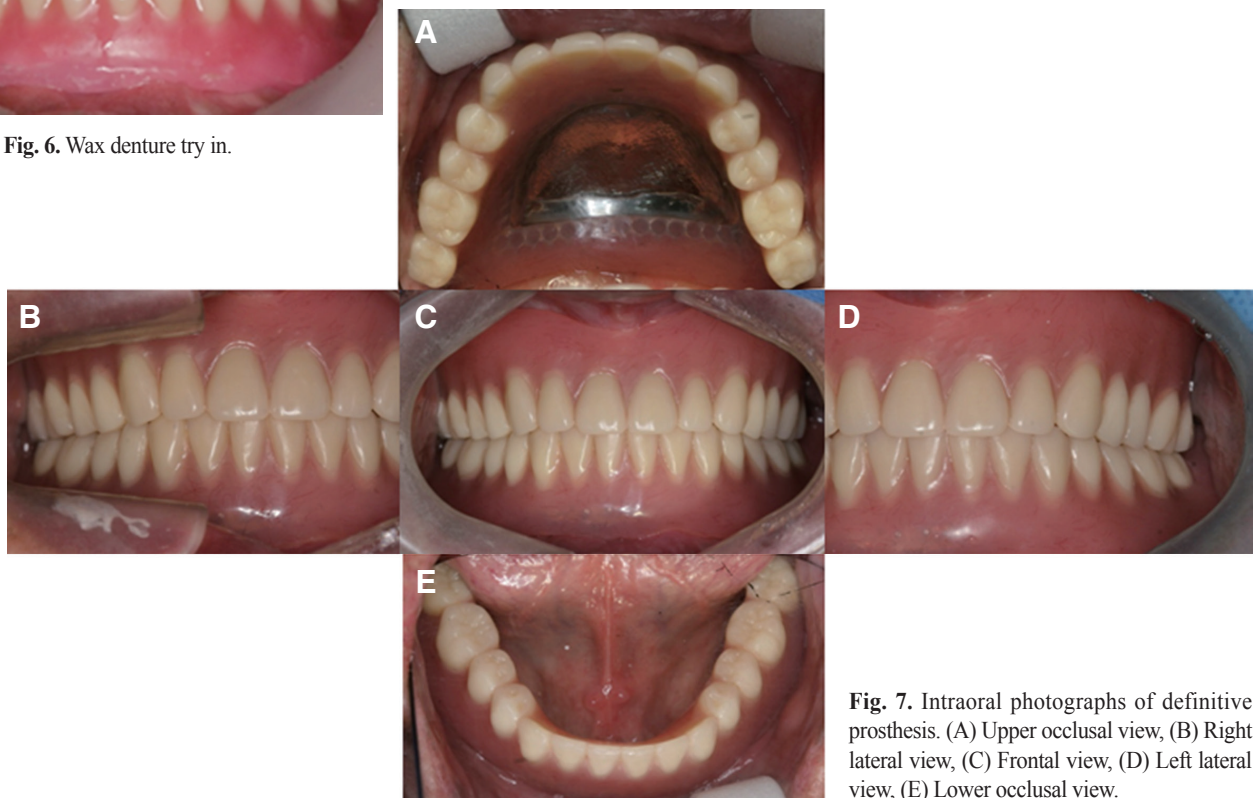 A
Fig. 6. Wax denture try in.
B
C
D
E
Fig. 7. Intraoral photographs of definitive
prosthesis. (A) Upper occlusal view, (B) Right
lateral view, (C) Frontal view, (D) Left lateral
view, (E) Lower occlusal view.